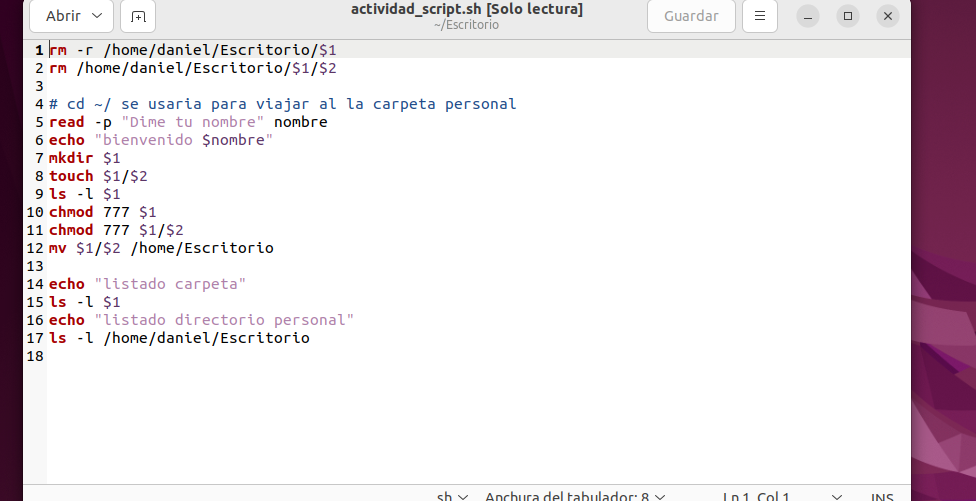 Abrir
actividad_script.sh [Solo lectura]
~/Escritorio
Guardar
1 rm -r /home/daniel/Escritorio/$1
2 rm /home/daniel/Escritorio/$1/$2
3
4 # cd ~/ se usaria para viajar al la carpeta personal
5 read -p "Dime tu nombre" nombre
6 echo "bienvenido $nombre"
7 mkdir $1
8 touch $1/$2
9 ls -l $1
10 chmod 777 $1
11 chmod 777 $1/$2
12 mv $1/$2 /home/Escritorio
13
14 echo "listado carpeta"
15 ls -l $1
16 echo "listado directorio personal"
17 ls -l /home/daniel/Escritorio
18
sh Anchura del tabulador: 8 Ln 1, Col 1 INS